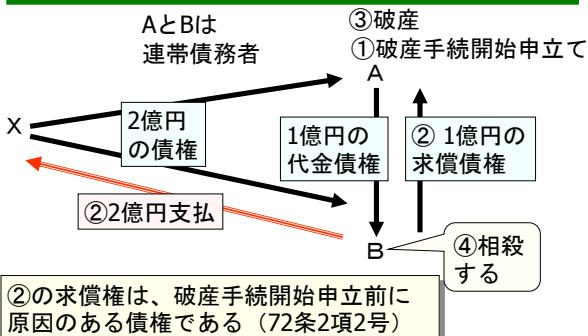 AとBは
連帯債務者
③破産
①破産手続開始申立て
A
X
2億円
の債権
1億円の
代金債権
② 1億円の
求償債権
②2億円支払
B
④相殺
する
②の求償権は、破産手続開始申立前に
原因のある債権である（72条2項2号）